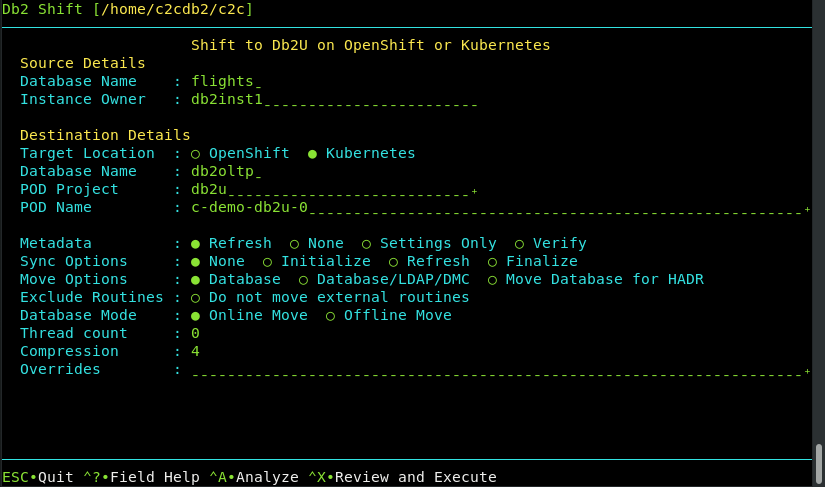 Db2 Shift [/home/c2cdb2/c2c]
Shift to Db2U on OpenShift or Kubernetes
Source Details
Database Name : flights_
Instance Owner : db2inst1________________________
Destination Details
Target Location : ○ OpenShift ● Kubernetes
Database Name : db2oltp_
POD Project : db2u___________________________+
POD Name : c-demo-db2u-0_______________________________________________________+
Metadata : ● Refresh ○ None ○ Settings Only ○ Verify
Sync Options : ● None ○ Initialize ○ Refresh ○ Finalize
Move Options : ● Database ○ Database/LDAP/DMC ○ Move Database for HADR
Exclude Routines : ○ Do not move external routines
Database Mode : ● Online Move ○ Offline Move
Thread count : 0
Compression : 4
Overrides : ____________________________________________________________________+
ESC•Quit ^?•Field Help ^A•Analyze ^X•Review and Execute